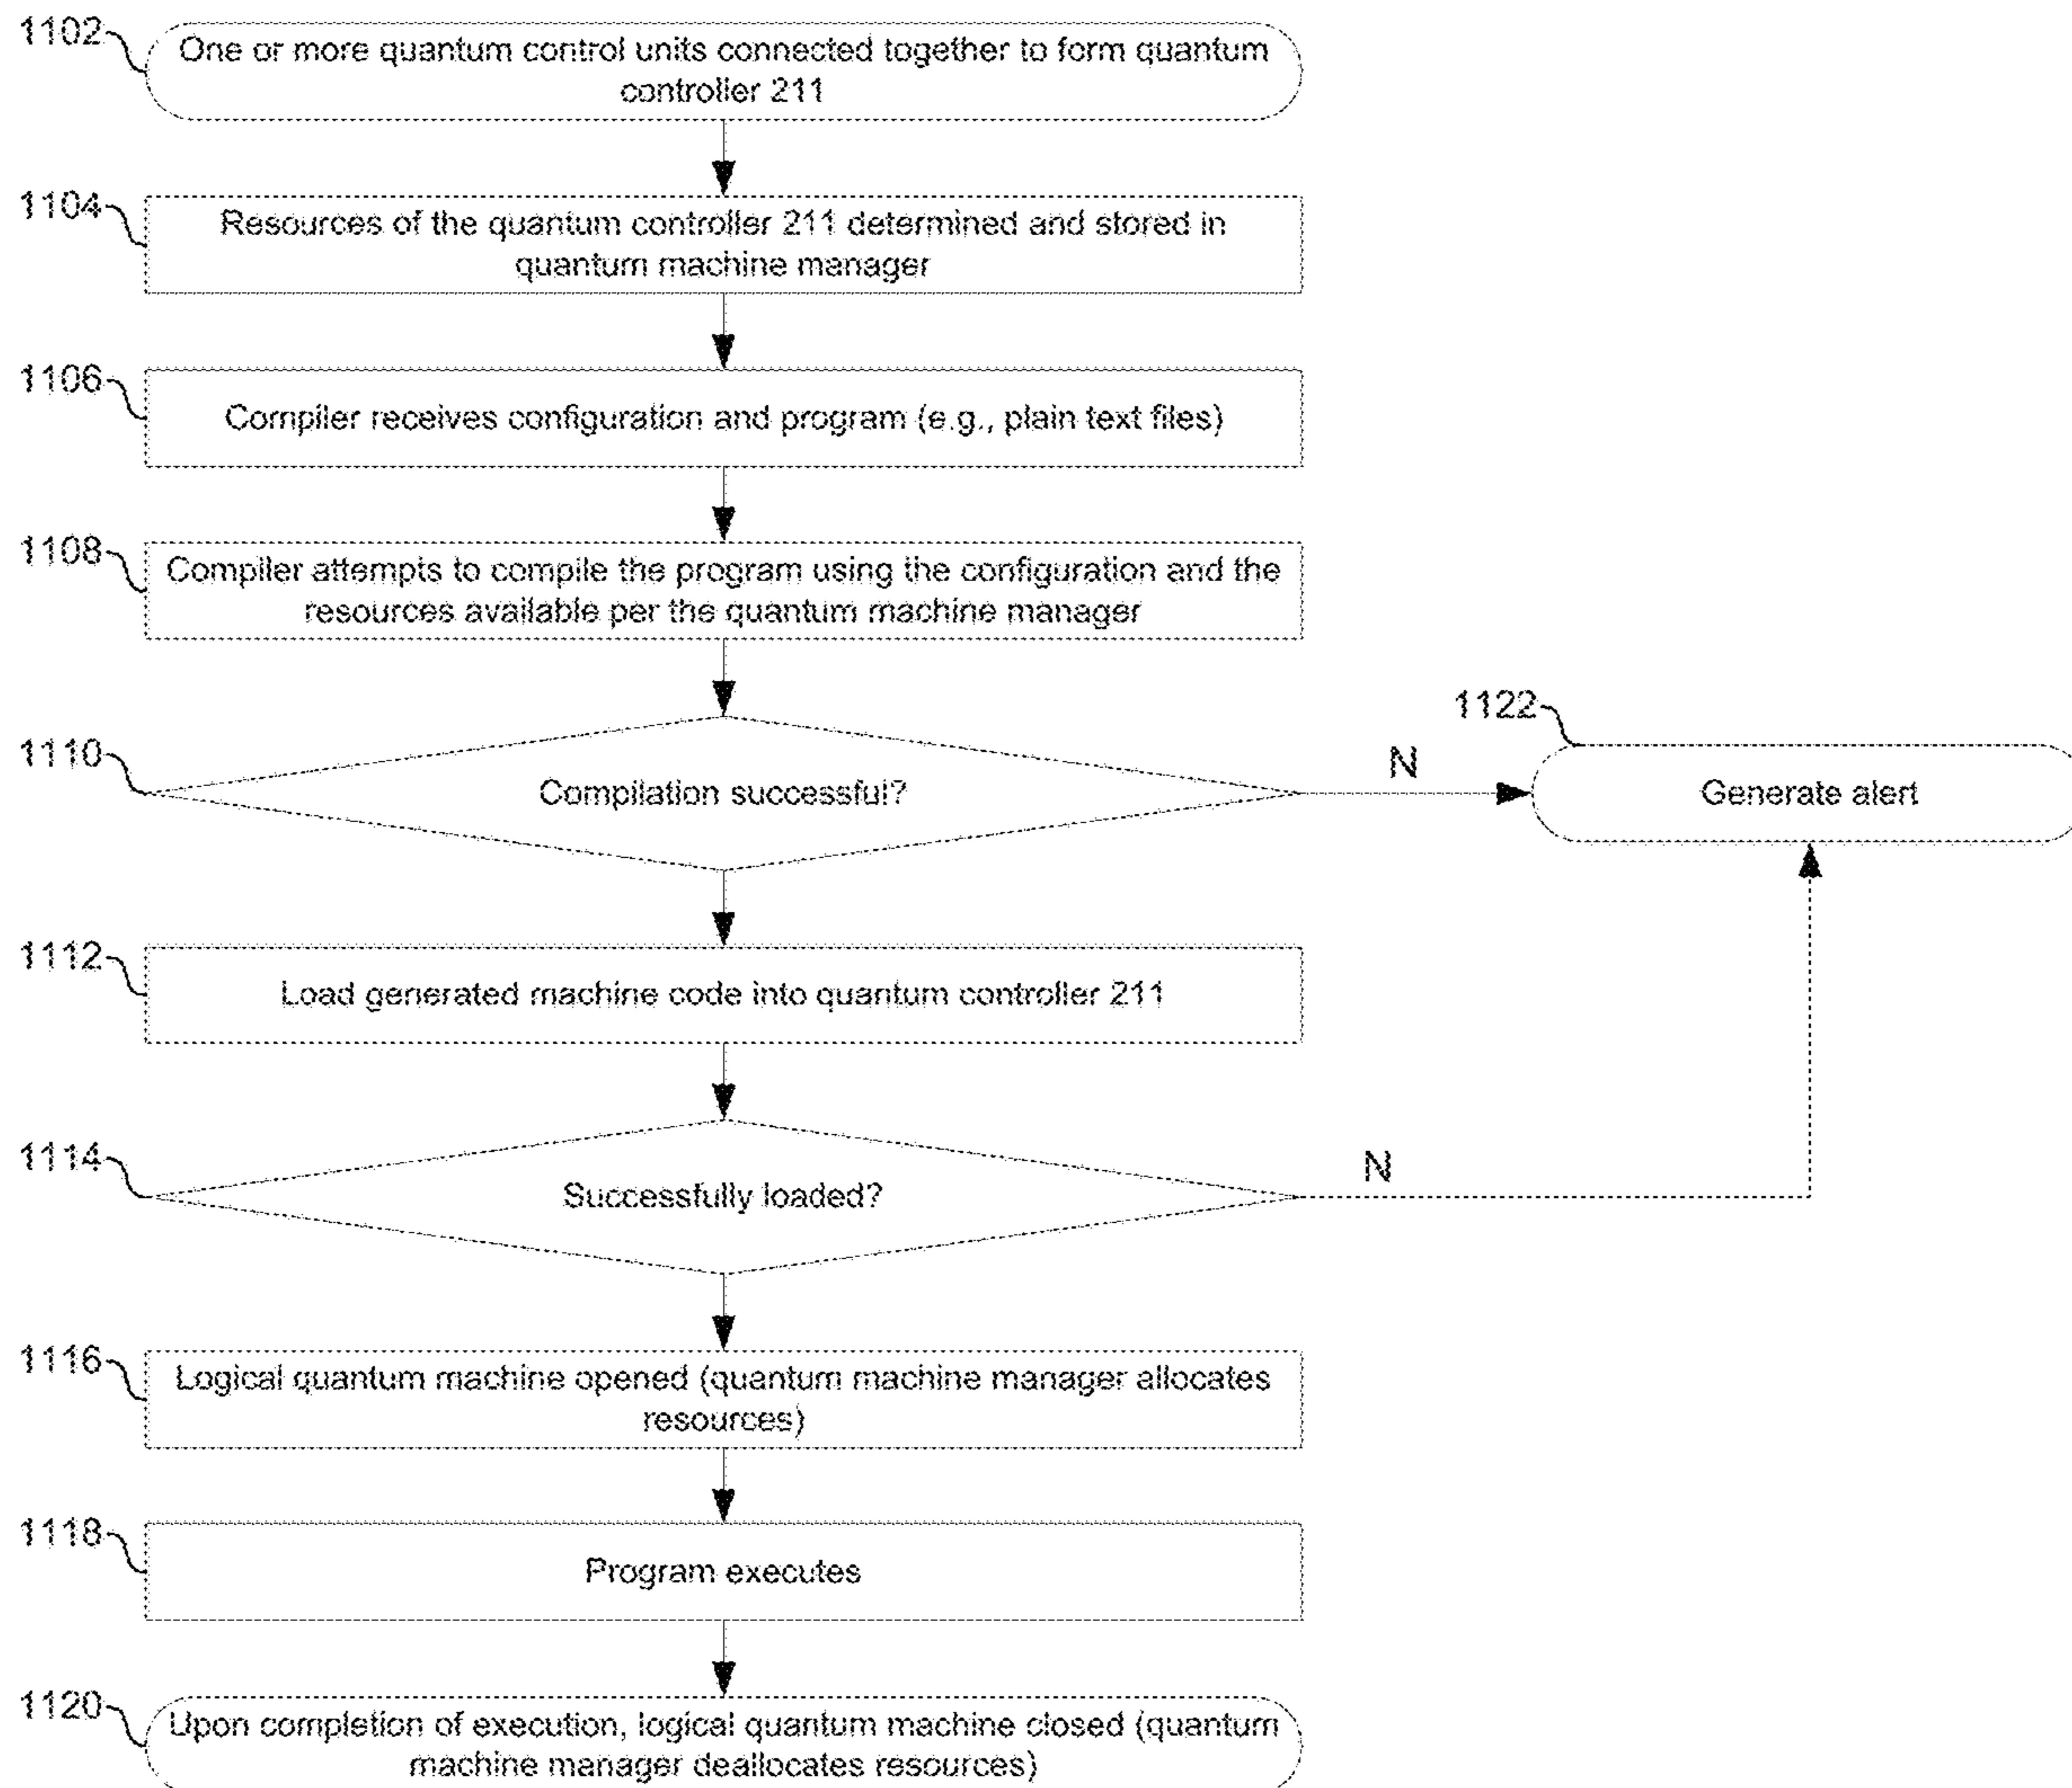 1102
One or more quantum control units connected together to form quantum
controller 211
1104
Resources of the quantum controller 211 determined and stored in
quantum machine manager
1106
Compiler receives configuration and program (e.g., plain text files)
1108
Compiler attempts to compile the program using the configuration and the
resources available per the quantum machine manager
1110
Compilation successful?
N
1122
Generate alert
1112
Load generated machine code into quantum controller 211
1114
Successfully loaded?
N
1116
Logical quantum machine opened (quantum machine manager allocates
resources)
1118
Program executes
1120
Upon completion of execution, logical quantum machine closed (quantum
machine manager deallocates resources)